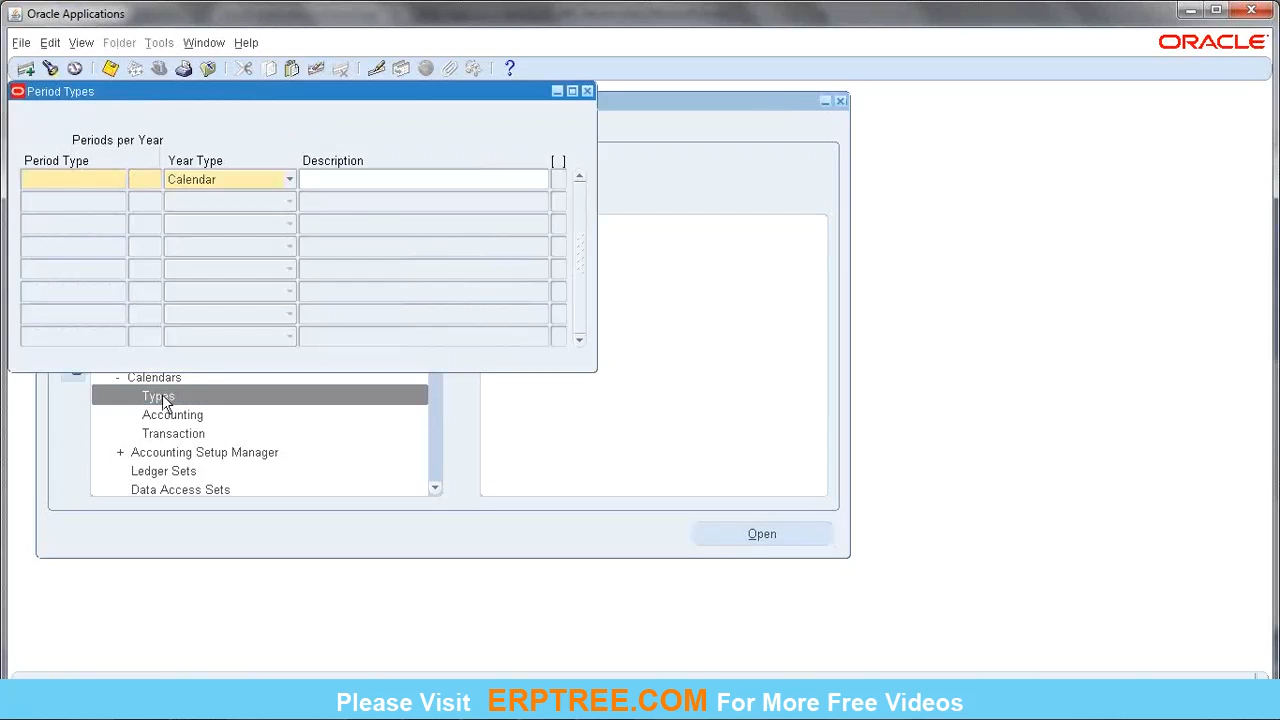 Oracle Applications
File Edit View Folder Tools Window Help
ORACLE
?
Period Types
Periods per Year
Period Type Year Type Description [ ]
Calendar
- Calendars
Types
Accounting
Transaction
+ Accounting Setup Manager
Ledger Sets
Data Access Sets
Open
Please Visit ERPTREE.COM For More Free Videos